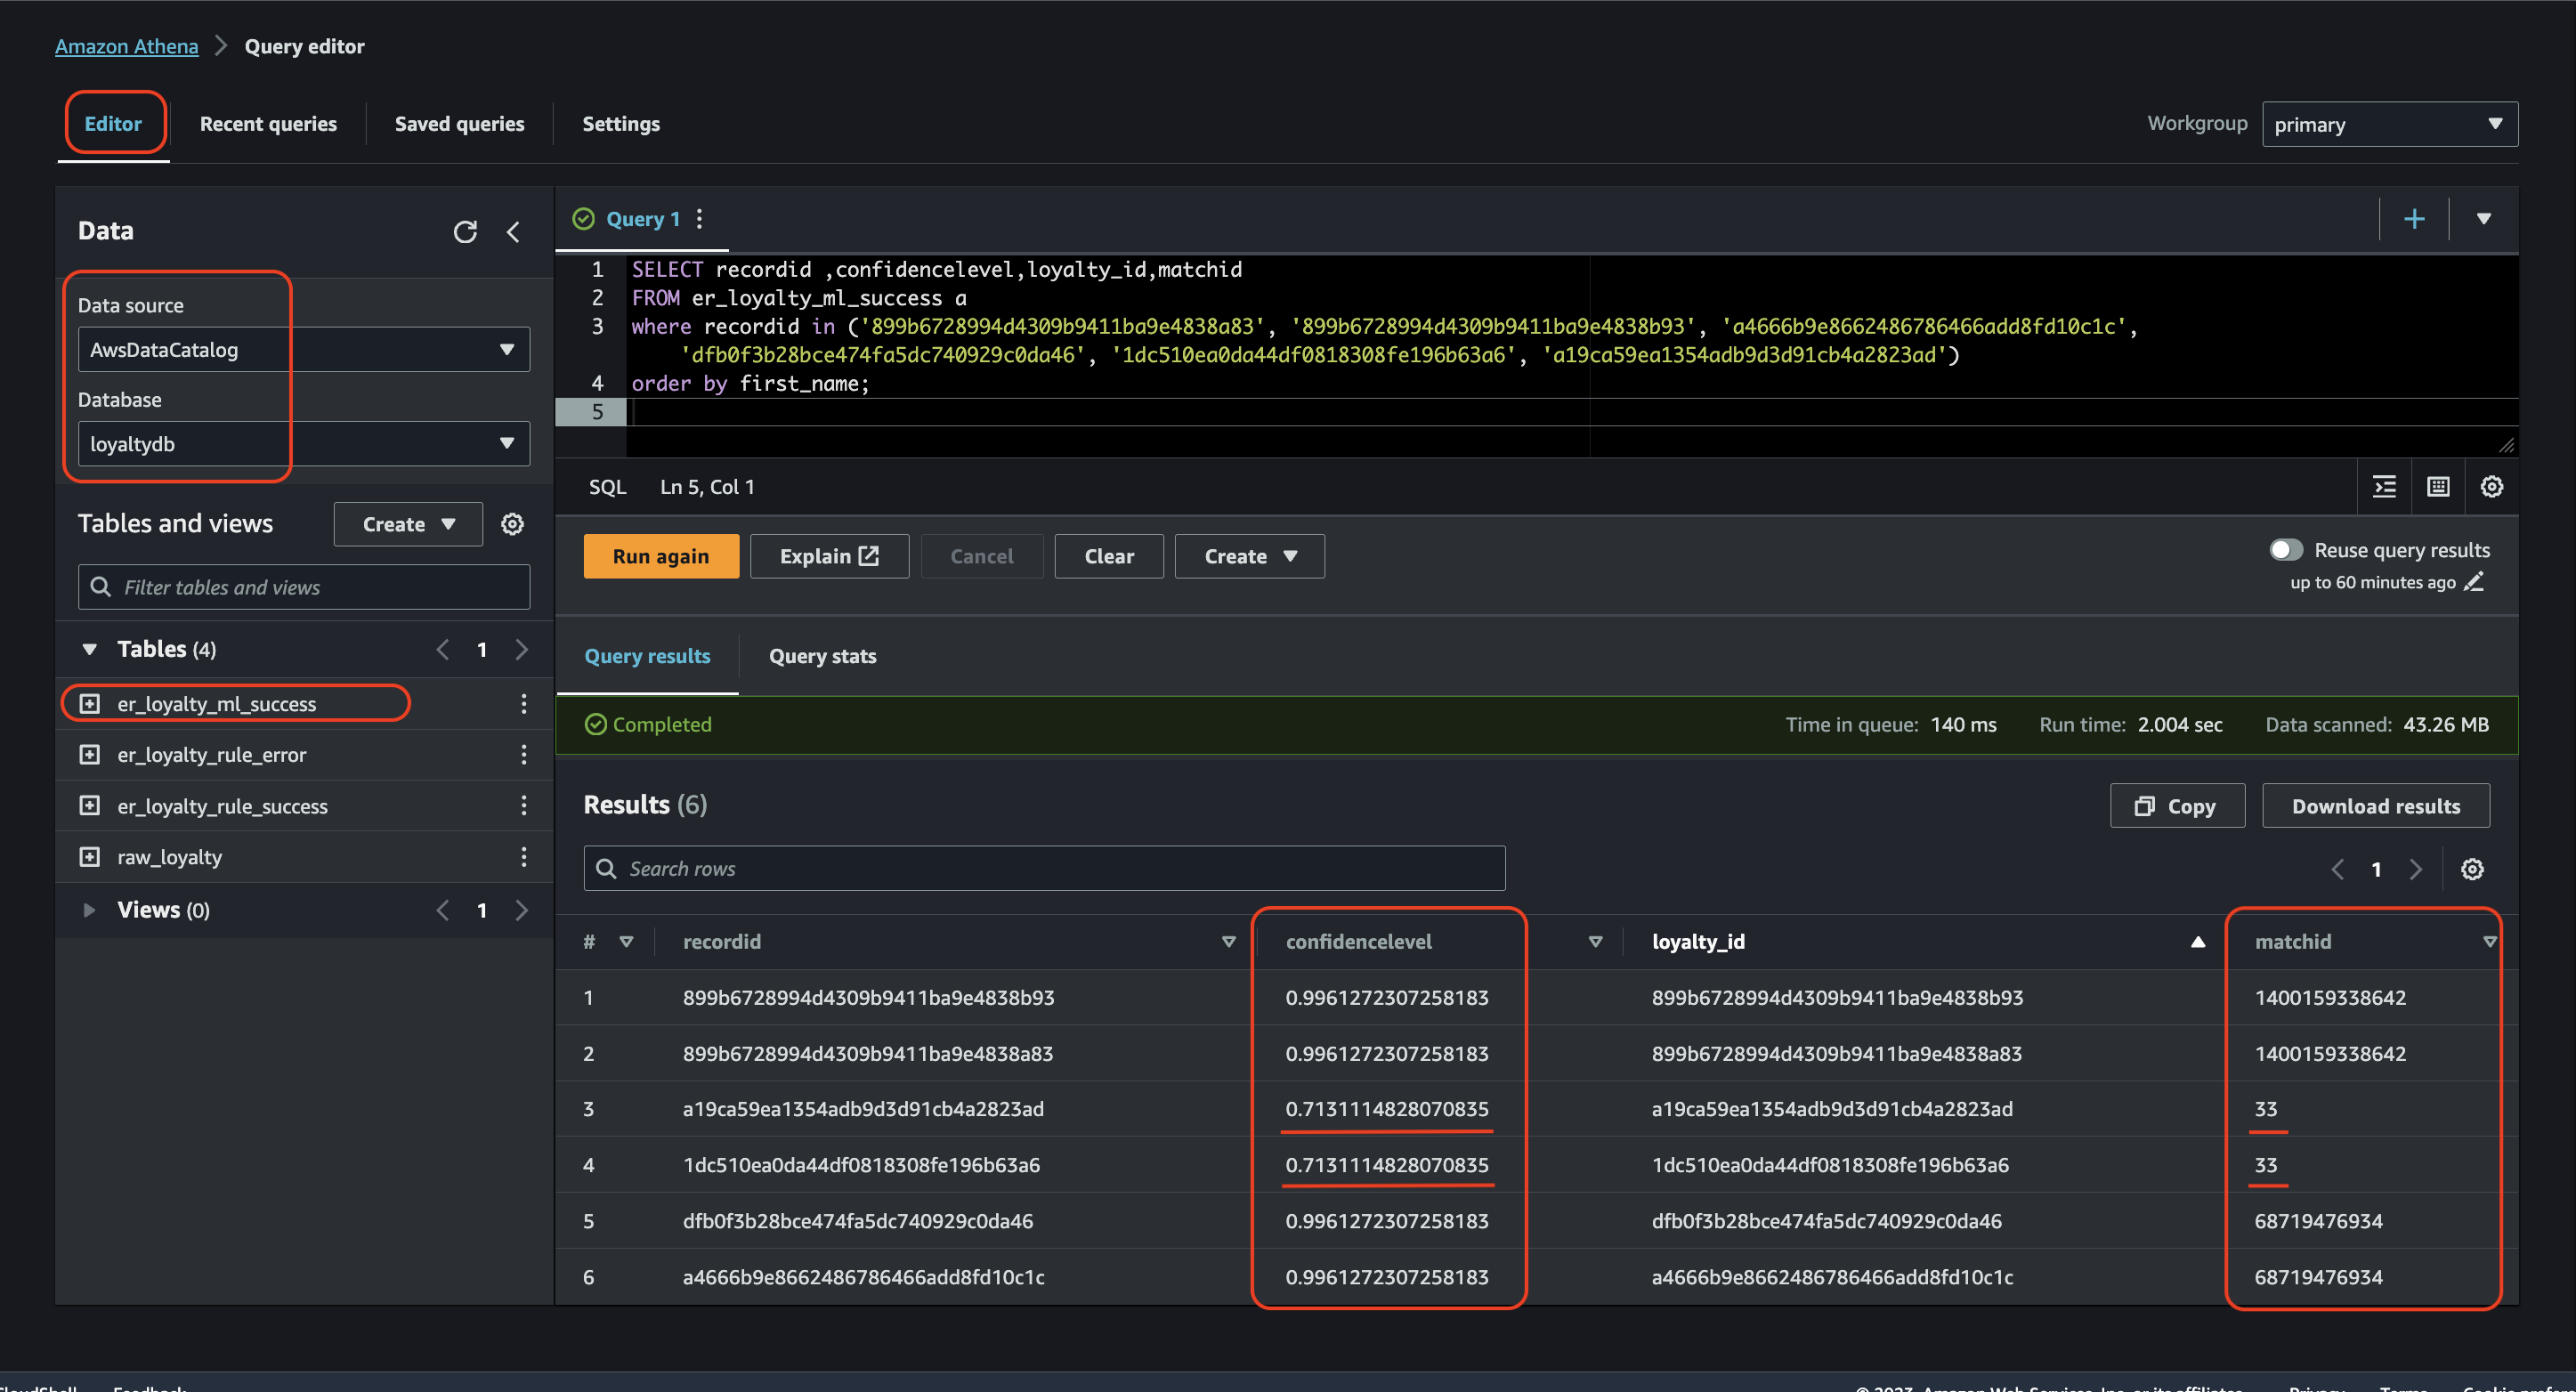 Amazon Athena > Query editor
Editor
Recent queries
Saved queries
Settings
Workgroup
primary
Data
Data source
AwsDataCatalog
Database
loyaltydb
Tables and views
Create
Filter tables and views
Tables (4)
1
er_loyalty_ml_success
er_loyalty_rule_error
er_loyalty_rule_success
raw_loyalty
Views (0)
1
Query 1
1 SELECT recordid ,confidencelevel,loyalty_id,matchid
2 FROM er_loyalty_ml_success a
3 where recordid in ('899b6728994d4309b9411ba9e4838a83', '899b6728994d4309b9411ba9e4838b93', 'a4666b9e8662486786466add8fd10c1c',
'dfb0f3b28bce474fa5dc740929c0da46', '1dc510ea0da44df0818308fe196b63a6', 'a19ca59ea1354adb9d3d91cb4a2823ad')
4 order by first_name;
5
SQL Ln 5, Col 1
Run again
Explain
Cancel
Clear
Create
Reuse query results
up to 60 minutes ago
Query results
Query stats
Completed
Time in queue: 140 ms Run time: 2.004 sec Data scanned: 43.26 MB
Results (6)
Copy
Download results
Search rows
1
# recordid confidencelevel loyalty_id matchid
1 899b6728994d4309b9411ba9e4838b93 0.9961272307258183 899b6728994d4309b9411ba9e4838b93 1400159338642
2 899b6728994d4309b9411ba9e4838a83 0.9961272307258183 899b6728994d4309b9411ba9e4838a83 1400159338642
3 a19ca59ea1354adb9d3d91cb4a2823ad 0.7131114828070835 a19ca59ea1354adb9d3d91cb4a2823ad 33
4 1dc510ea0da44df0818308fe196b63a6 0.7131114828070835 1dc510ea0da44df0818308fe196b63a6 33
5 dfb0f3b28bce474fa5dc740929c0da46 0.9961272307258183 dfb0f3b28bce474fa5dc740929c0da46 68719476934
6 a4666b9e8662486786466add8fd10c1c 0.9961272307258183 a4666b9e8662486786466add8fd10c1c 68719476934